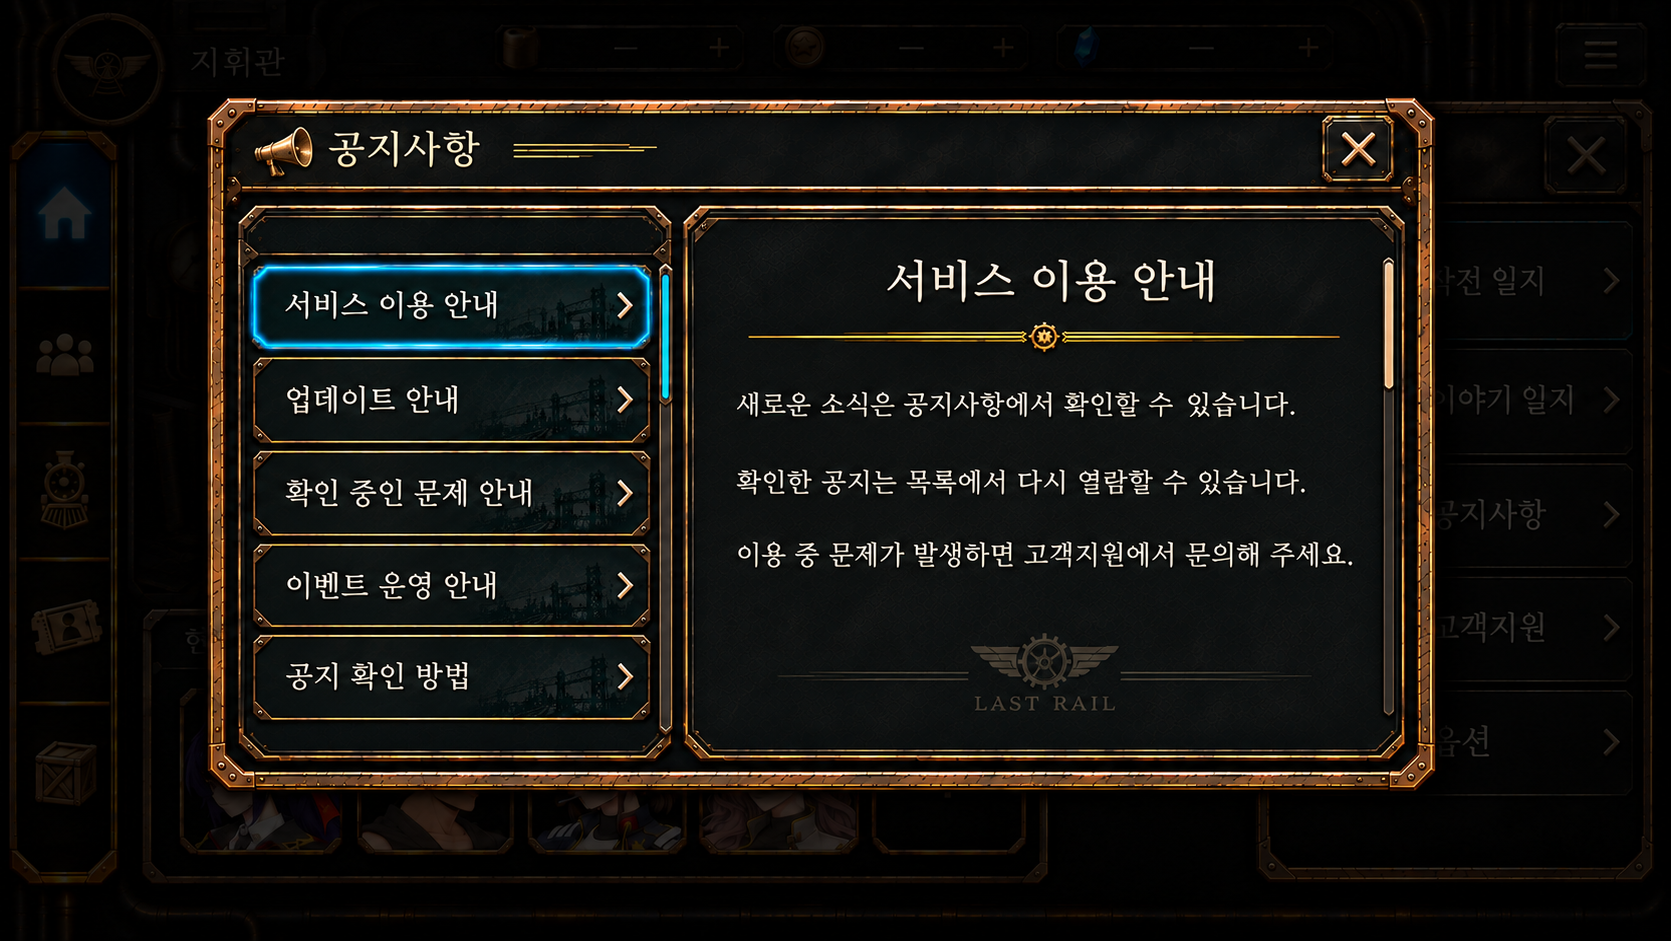 지휘관
공지사항
서비스 이용 안내
업데이트 안내
확인 중인 문제 안내
이벤트 운영 안내
공지 확인 방법
서비스 이용 안내
새로운 소식은 공지사항에서 확인할 수 있습니다.
확인한 공지는 목록에서 다시 열람할 수 있습니다.
이용 중 문제가 발생하면 고객지원에서 문의해 주세요.
LAST RAIL
작전 일지
이야기 일지
공지사항
고객지원
옵션